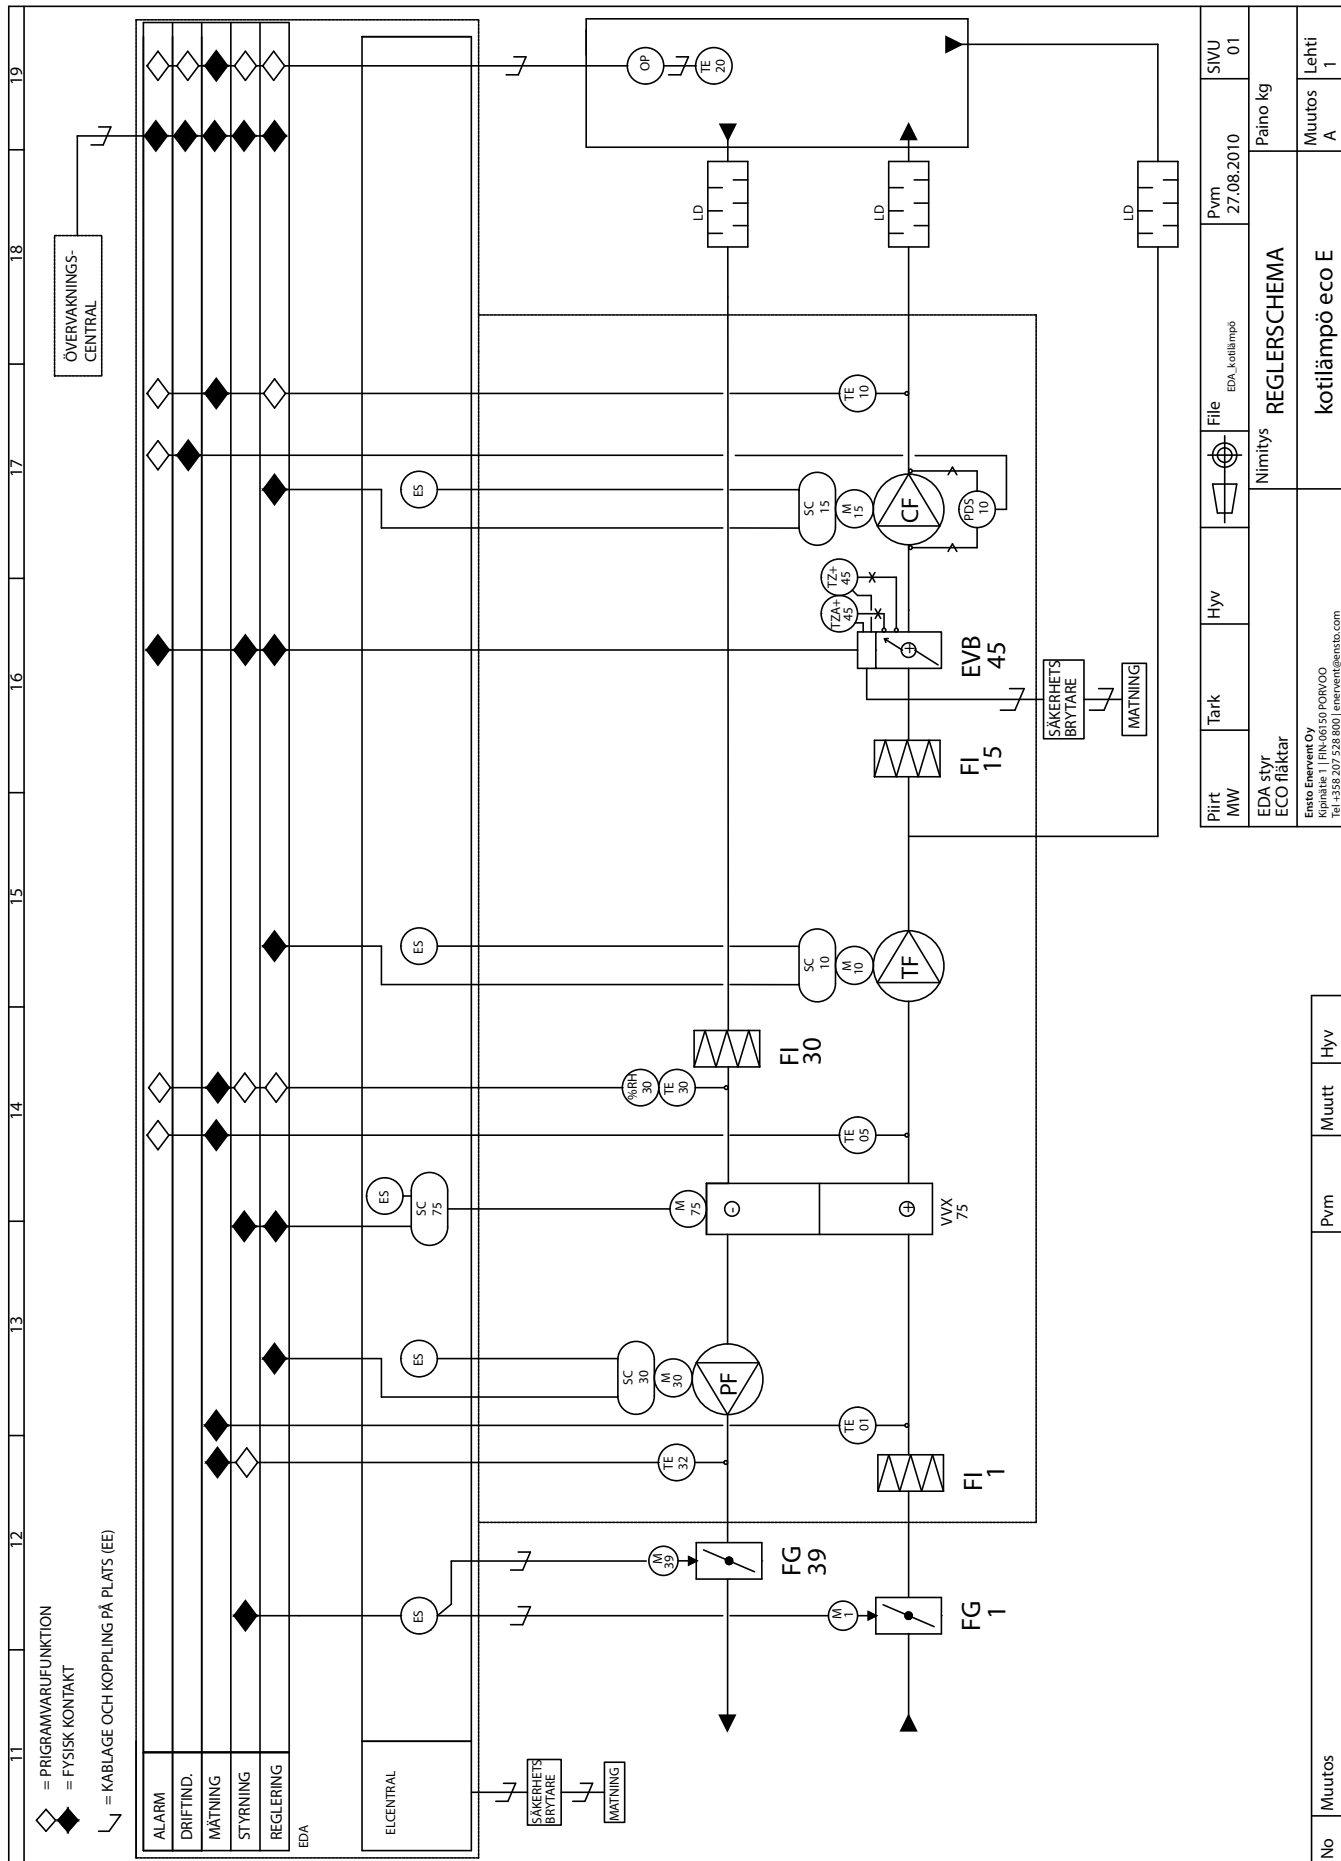 11 12 13 14 15 16 17 18 19
= PRIGRAMVARUFUNKTION
= FYSISK KONTAKT
= KABLAGE OCH KOPPLING PÅ PLATS (EE)
ÖVERVAKNINGS-
CENTRAL
ALARM
DRIFTIND.
MÄTNING
STYRNING
REGLERING
EDA
ELCENTRAL
ES
ES
ES
SC
75
ES
ES
SÄKERHETS
BRYTARE
MATNING
OP
TE
20
M
39
TE
32
SC
30
M
30
PF
M
75
%RH
30
TE
30
FI
30
LD
FG
39
M
1
TE
01
TE
05
SC
10
M
10
TF
TZA+
45
TZ+
45
SC
15
M
15
CF
PDS
10
TE
10
LD
FG
1
FI
1
-
+
VVX
75
FI
15
+
EVB
45
SÄKERHETS
BRYTARE
MATNING
LD
Piirt
MW
Tark
Hyv
File
EDA_kotilämpö
Pvm
27.08.2010
SIVU
01
EDA styr
ECO fläktar
Nimitys
REGLERSCHEMA
Paino kg
Ensto Enervent Oy
Kipinätie 1 | FIN-06150 PORVOO
Tel +358 207 528 800 | enervent@ensto.com
kotilämpö eco E
Muutos
A
Lehti
1
No Muutos Pvm Muutt Hyv